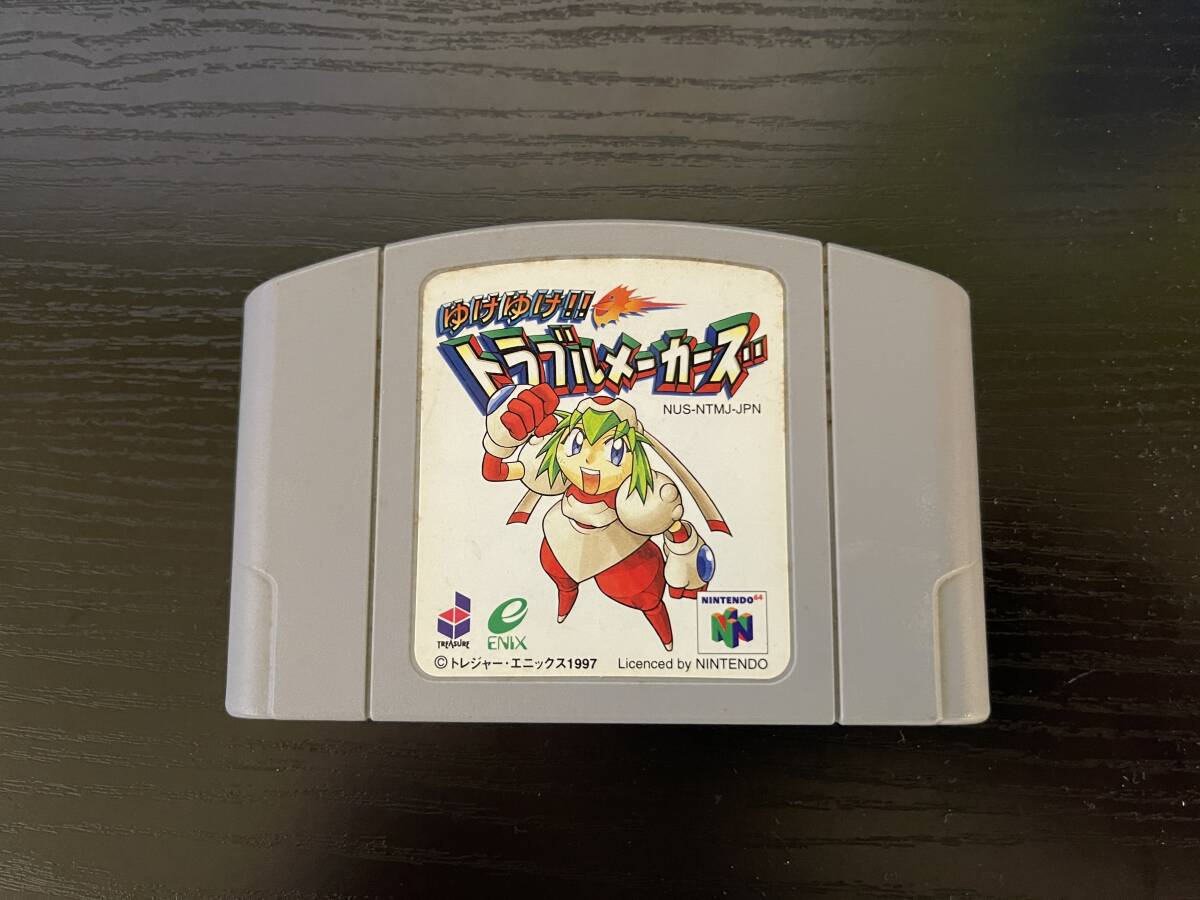 ゆけゆけ!!
トラブルメーカーズ
NUS-NTMJ-JPN
TREASURE
ENIX
NINTENDO64
©トレジャー・エニックス1997
Licenced by NINTENDO